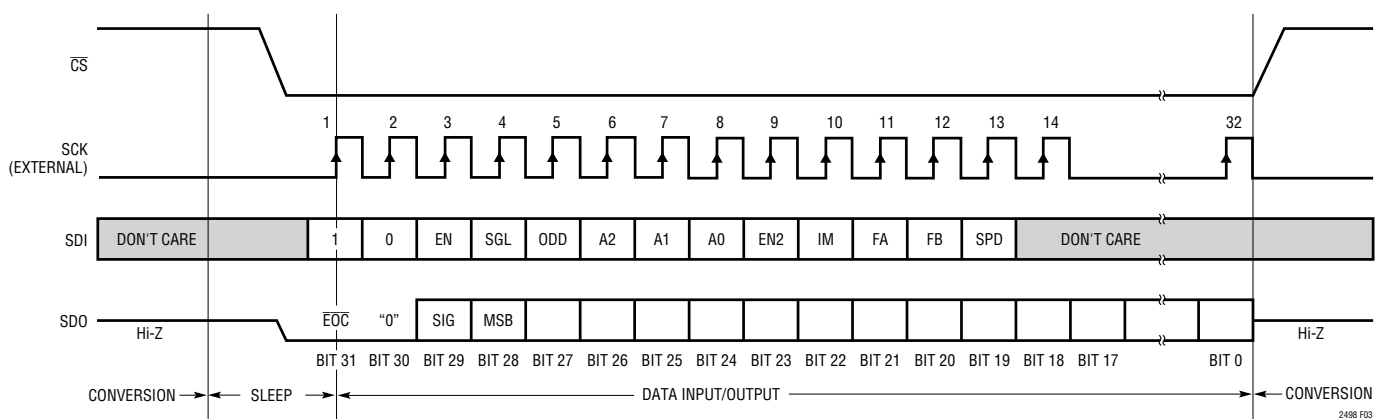 CS
1 2 3 4 5 6 7 8 9 10 11 12 13 14 32
SCK
(EXTERNAL)
SDI DON'T CARE 1 0 EN SGL ODD A2 A1 A0 EN2 IM FA FB SPD DON'T CARE
SDO Hi-Z EOC “0” SIG MSB Hi-Z
BIT 31 BIT 30 BIT 29 BIT 28 BIT 27 BIT 26 BIT 25 BIT 24 BIT 23 BIT 22 BIT 21 BIT 20 BIT 19 BIT 18 BIT 17 BIT 0
CONVERSION SLEEP DATA INPUT/OUTPUT CONVERSION
2498 F03